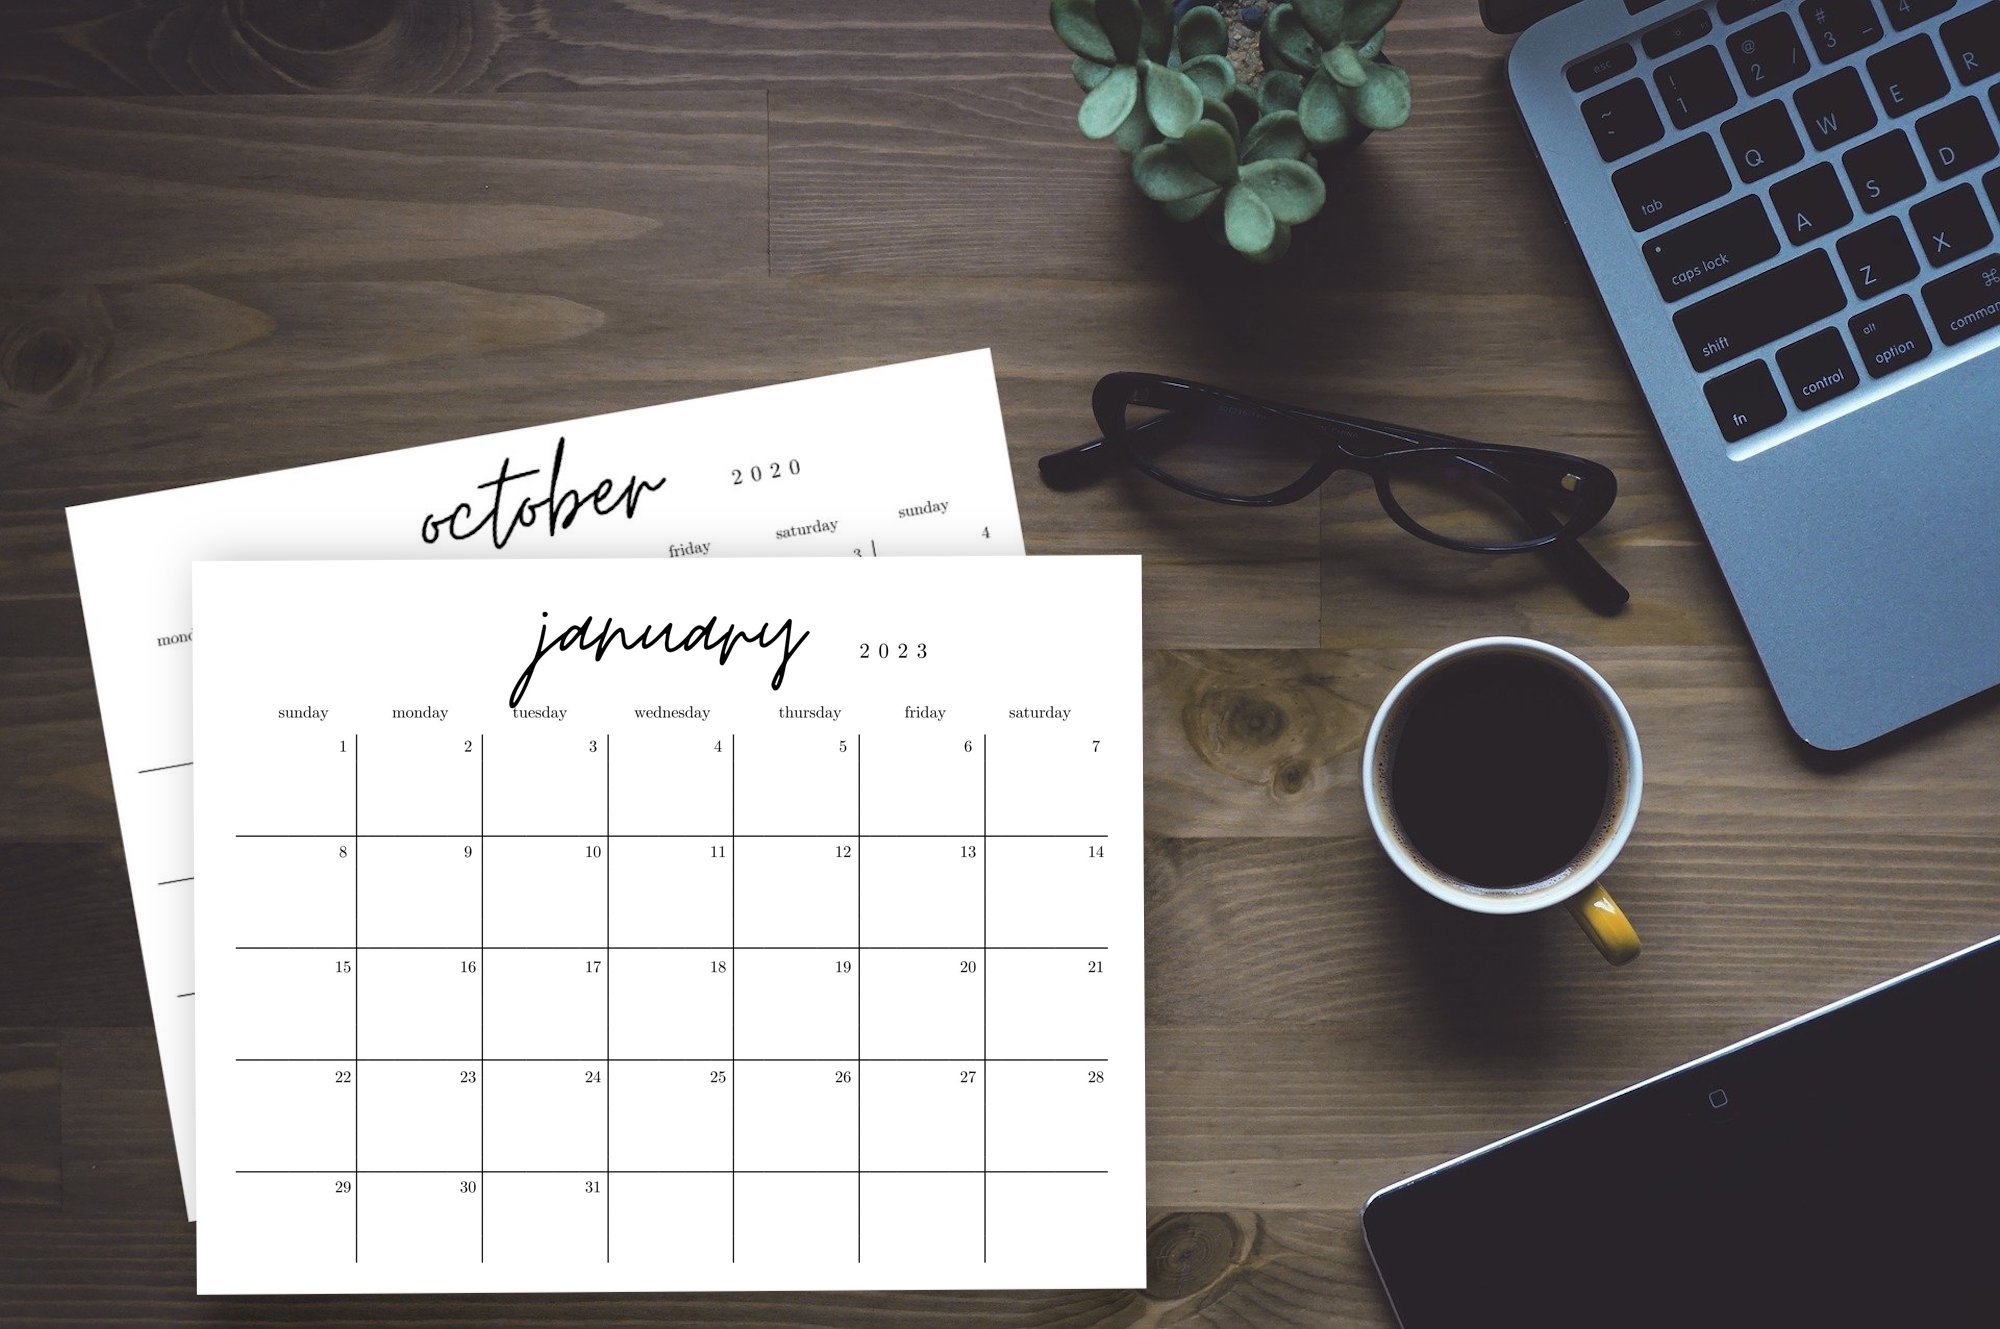 october 2020
friday saturday sunday
3 4
january 2023
sunday monday tuesday wednesday thursday friday saturday
1 2 3 4 5 6 7
8 9 10 11 12 13 14
15 16 17 18 19 20 21
22 23 24 25 26 27 28
29 30 31
esc
~ ! 1 @ 2 / # 3 _ 4
` tab Q W E R
caps lock A S D
shift Z X
fn control alt option ⌘ comman